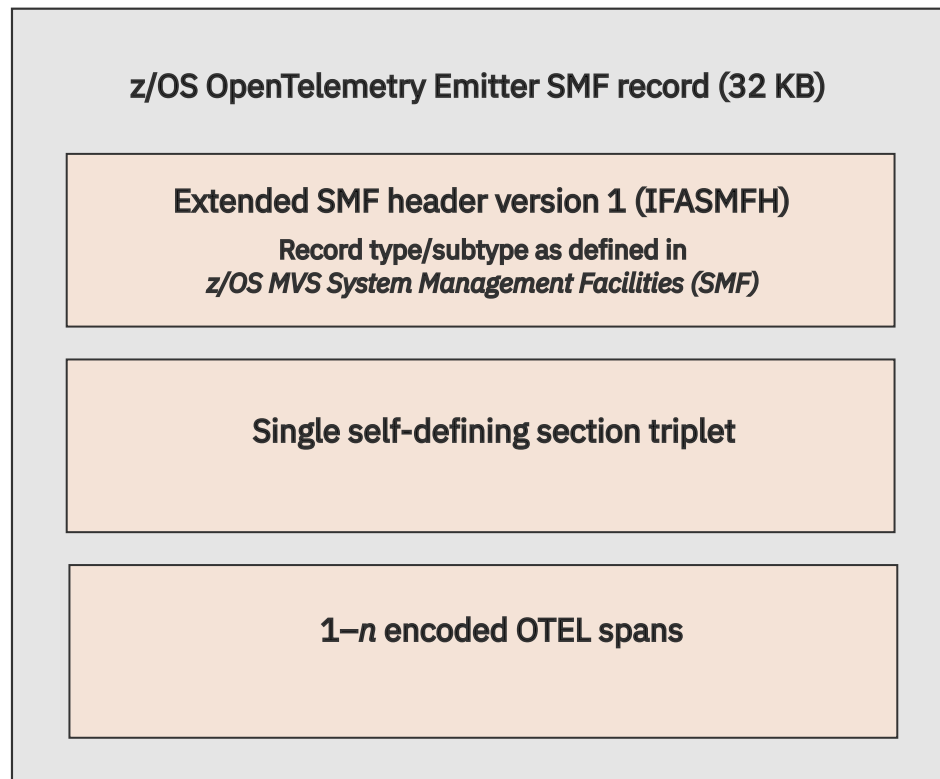 z/OS OpenTelemetry Emitter SMF record (32 KB)
Extended SMF header version 1 (IFASMFH)
Record type/subtype as defined in
z/OS MVS System Management Facilities (SMF)
Single self-defining section triplet
1–n encoded OTEL spans